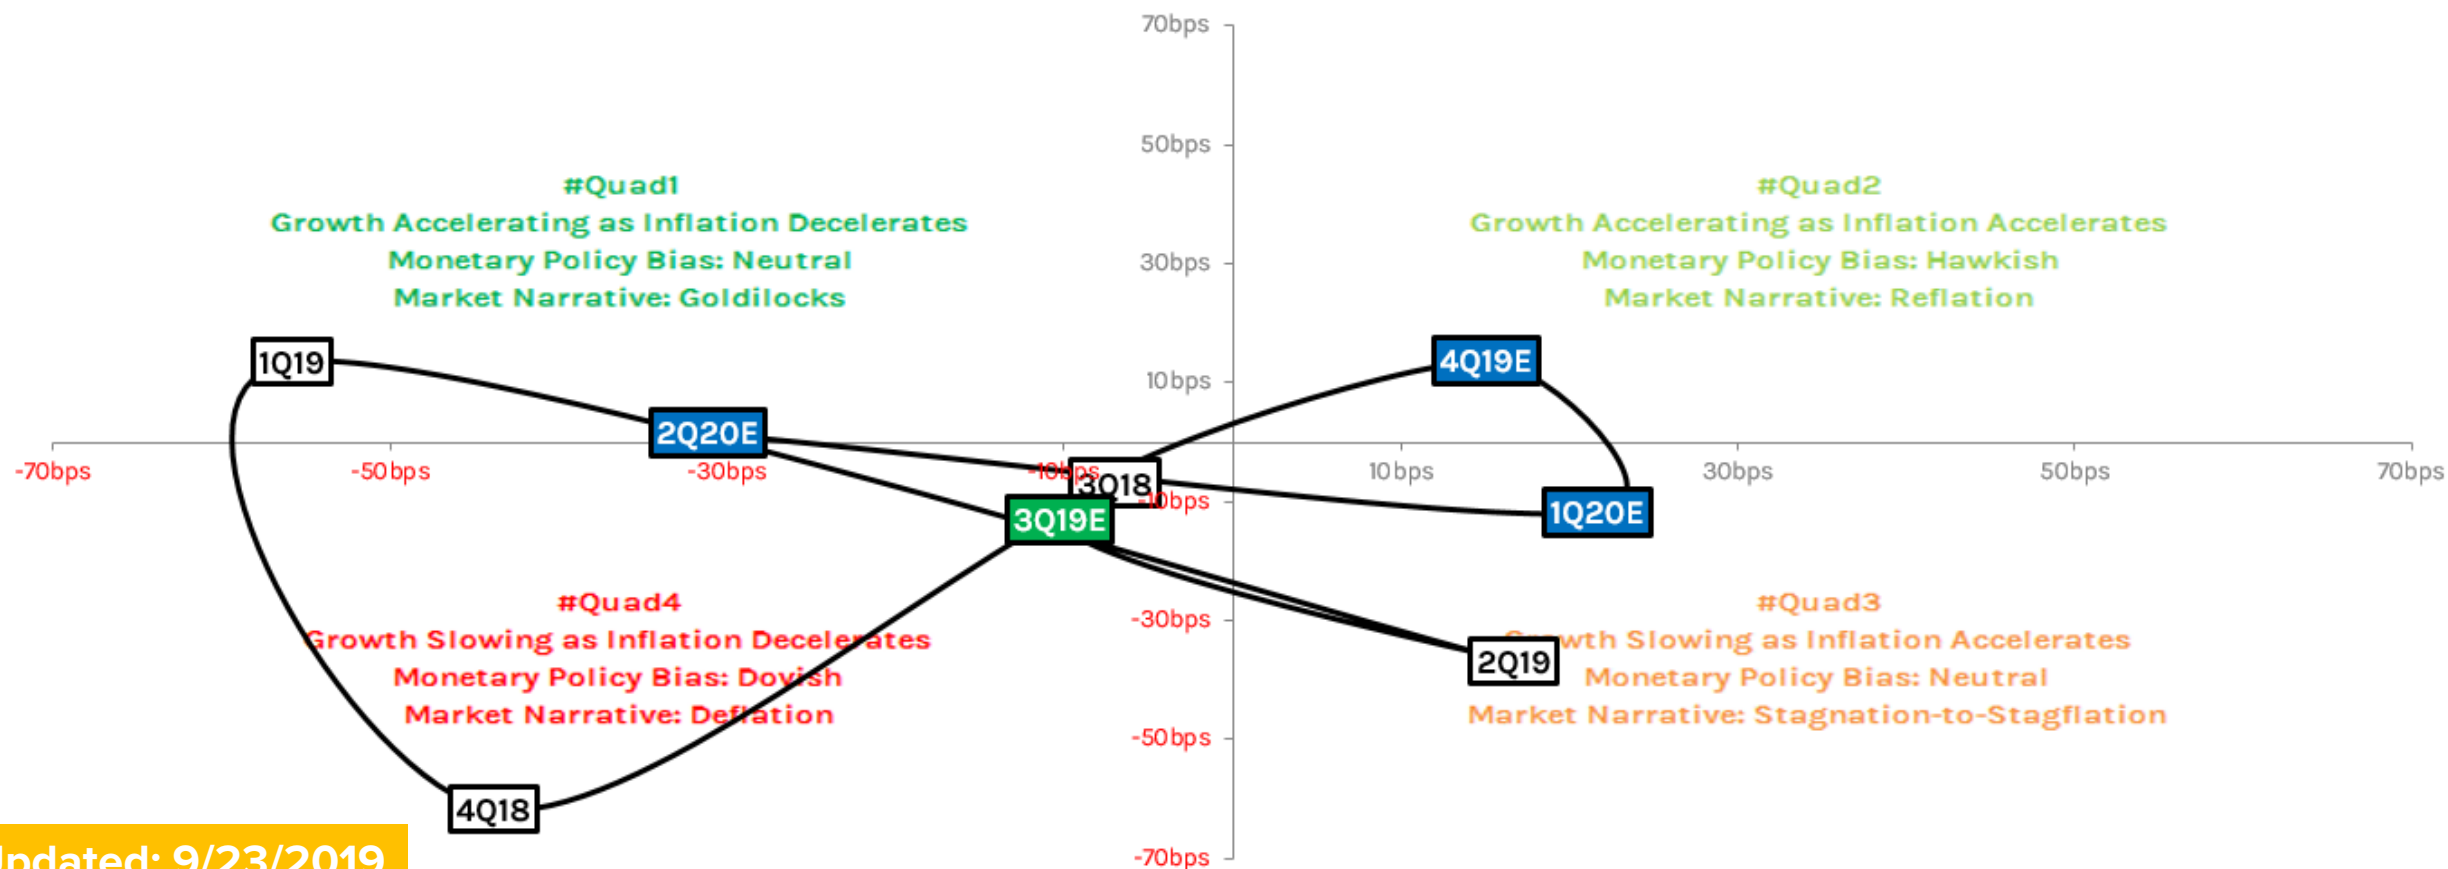 70bps
50bps
#Quad1
#Quad2
Growth Accelerating as Inflation Decelerates
Growth Accelerating as Inflation Accelerates
Monetary Policy Bias: Neutral
30bps
Monetary Policy Bias: Hawkish
Market Narrative: Goldilocks
Market Narrative: Reflation
1Q19
4Q19E
10bps
2Q20E
-70bps
-50bps
-30bps
-10bps
10bps
30bps
50bps
70bps
3Q18
-10bps
3Q19E
1Q20E
#Quad4
#Quad3
-30bps
Growth Slowing as Inflation Decelerates
Growth Slowing as Inflation Accelerates
2Q19
Monetary Policy Bias: Dovish
Monetary Policy Bias: Neutral
Market Narrative: Deflation
Market Narrative: Stagnation-to-Stagflation
-50bps
4Q18
-70bps
Updated: 9/23/2019